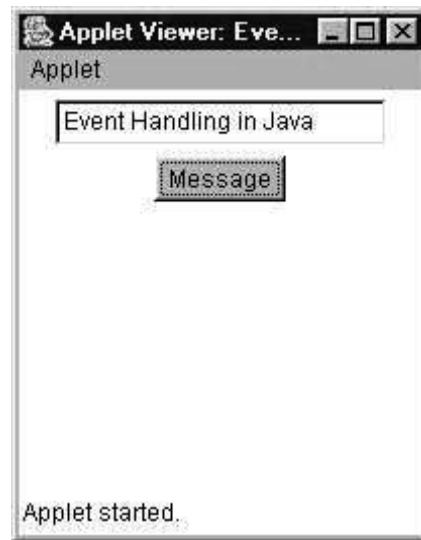 Applet Viewer: Eve...
Applet
Event Handling in Java
Message
Applet started.